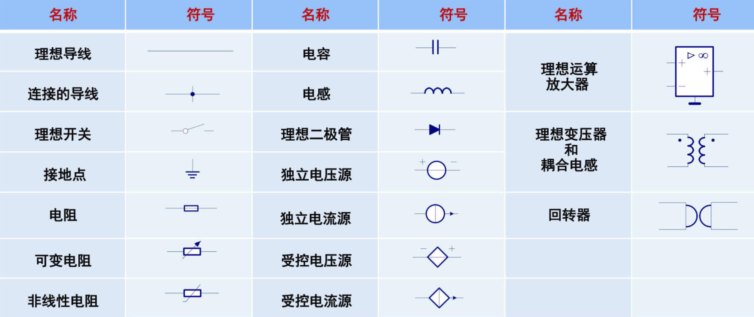 名称 符号 名称 符号 名称 符号
理想导线 电容 理想运算
放大器
连接的导线 电感
理想开关 理想二极管 理想变压器
和
耦合电感
接地点 独立电压源
电阻 独立电流源 回转器
可变电阻 受控电压源
非线性电阻 受控电流源